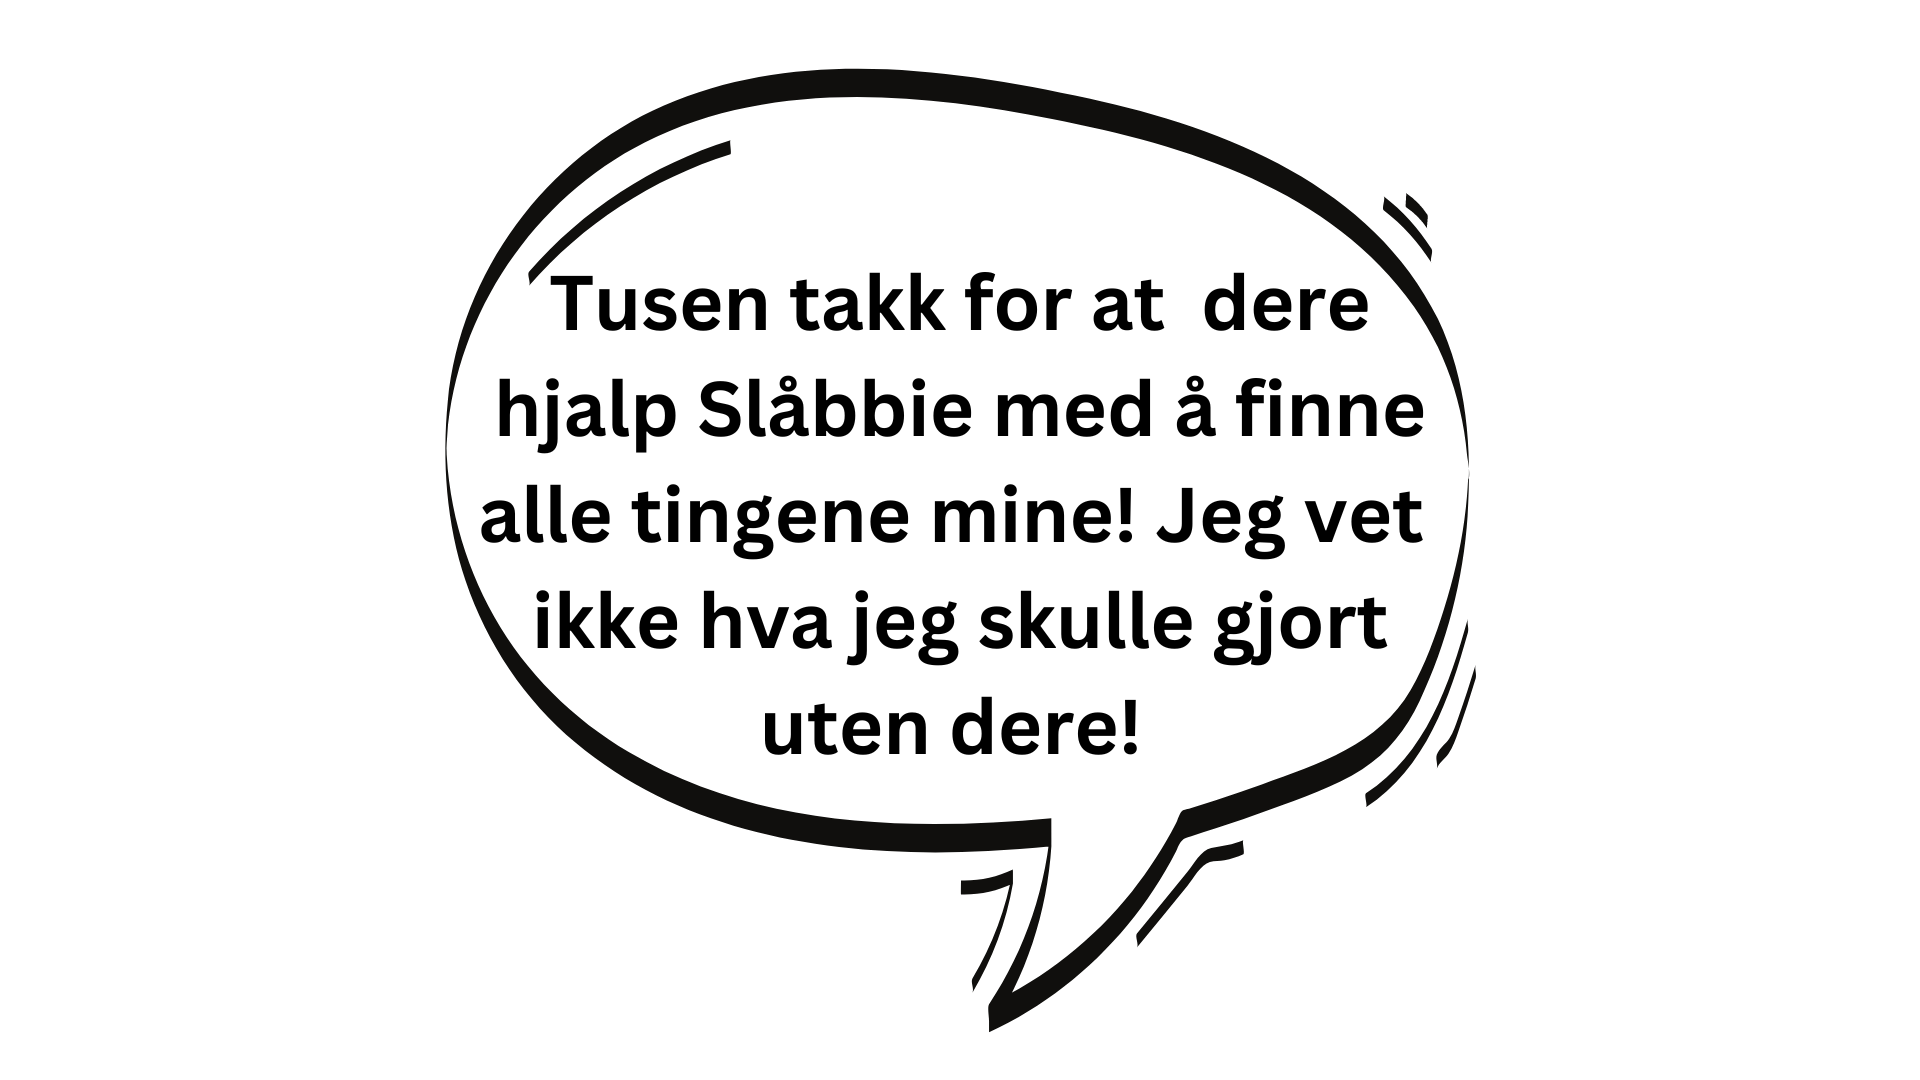 Tusen takk for at  dere
hjalp Slåbbie med å finne
alle tingene mine! Jeg vet
ikke hva jeg skulle gjort
uten dere!